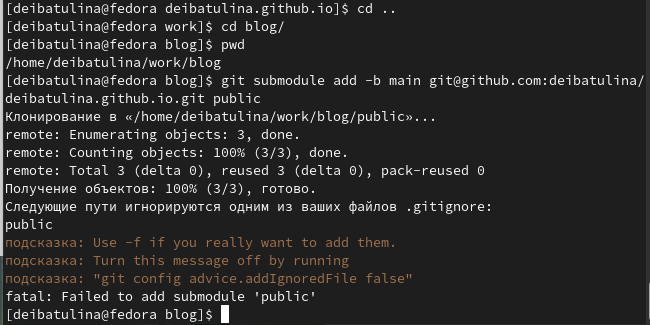 [deibatulina@fedora deibatulina.github.io]$ cd ..
[deibatulina@fedora work]$ cd blog/
[deibatulina@fedora blog]$ pwd
/home/deibatulina/work/blog
[deibatulina@fedora blog]$ git submodule add -b main git@github.com:deibatulina/
deibatulina.github.io.git public
Клонирование в «/home/deibatulina/work/blog/public»...
remote: Enumerating objects: 3, done.
remote: Counting objects: 100% (3/3), done.
remote: Total 3 (delta 0), reused 3 (delta 0), pack-reused 0
Получение объектов: 100% (3/3), готово.
Следующие пути игнорируются одним из ваших файлов .gitignore:
public
подсказка: Use -f if you really want to add them.
подсказка: Turn this message off by running
подсказка: "git config advice.addIgnoredFile false"
fatal: Failed to add submodule 'public'
[deibatulina@fedora blog]$